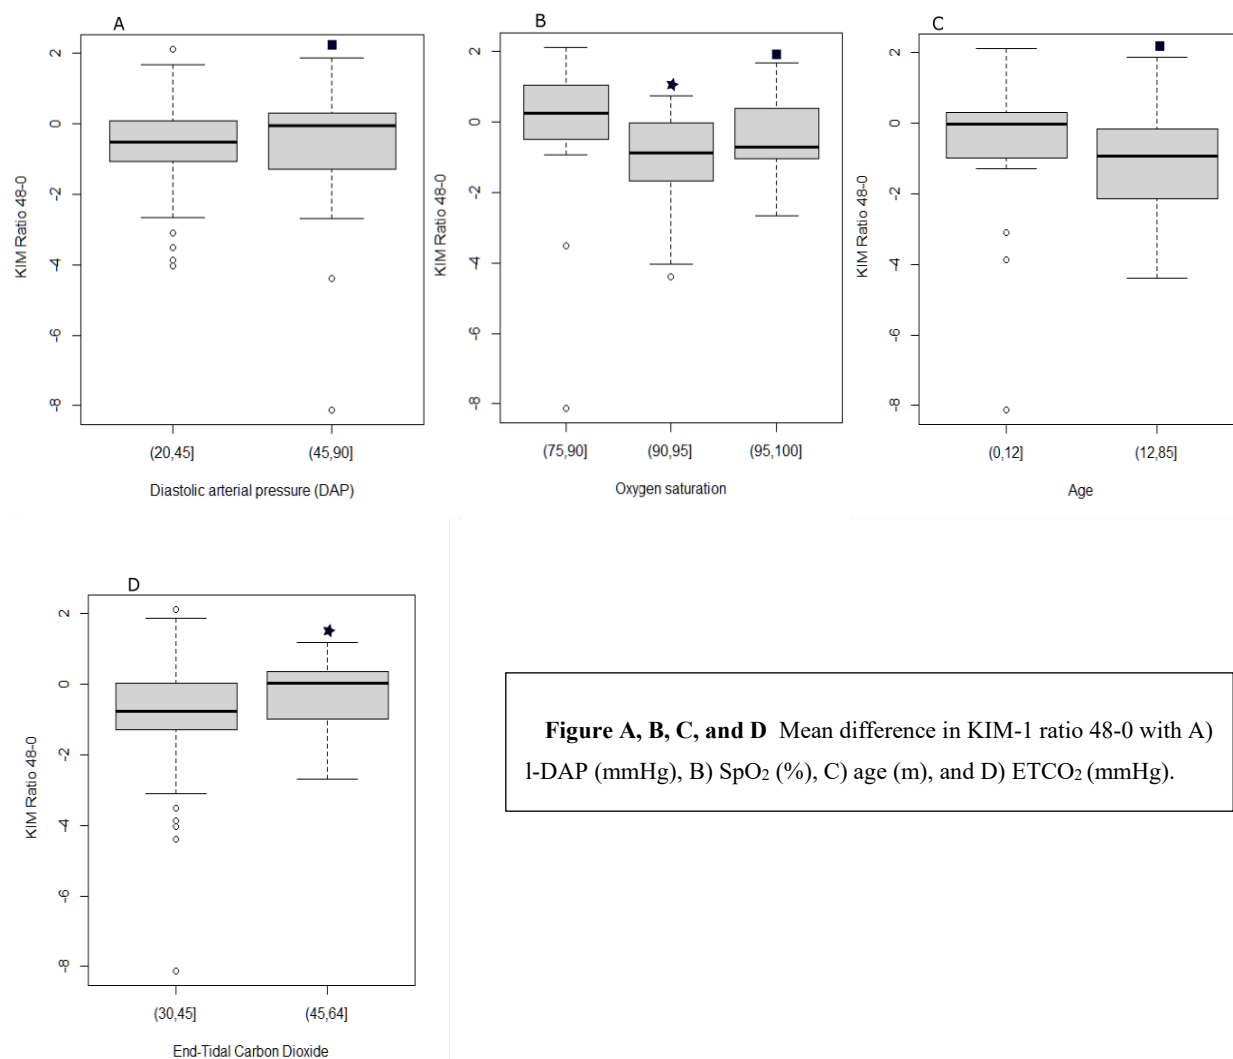 A
KIM Ratio 48-0
2
0
-2
-4
-6
-8
(20,45]
(45,90]
Diastolic arterial pressure (DAP)
B
KIM Ratio 48-0
2
0
-2
-4
-6
-8
(75,90]
(90,95]
(95,100]
Oxygen saturation
C
KIM Ratio 48-0
2
0
-2
-4
-6
-8
(0,12]
(12,85]
Age
D
KIM Ratio 48-0
2
0
-2
-4
-6
-8
(30,45]
(45,64]
End-Tidal Carbon Dioxide
Figure A, B, C, and D Mean difference in KIM-1 ratio 48-0 with A)
l-DAP (mmHg), B) SpO₂ (%), C) age (m), and D) ETCO₂ (mmHg).